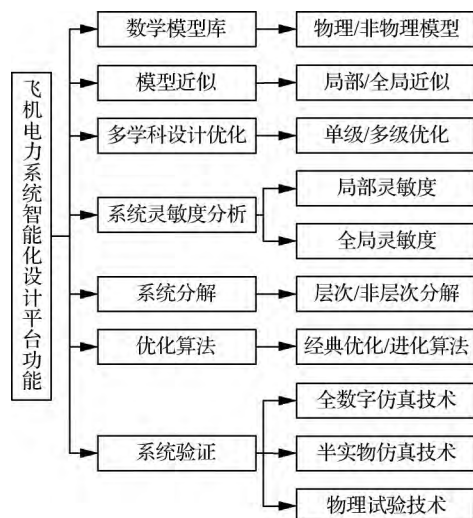 飞机电力系统智能化设计平台功能
数学模型库
物理/非物理模型
模型近似
局部/全局近似
多学科设计优化
单级/多级优化
系统灵敏度分析
局部灵敏度
全局灵敏度
系统分解
层次/非层次分解
优化算法
经典优化/进化算法
系统验证
全数字仿真技术
半实物仿真技术
物理试验技术